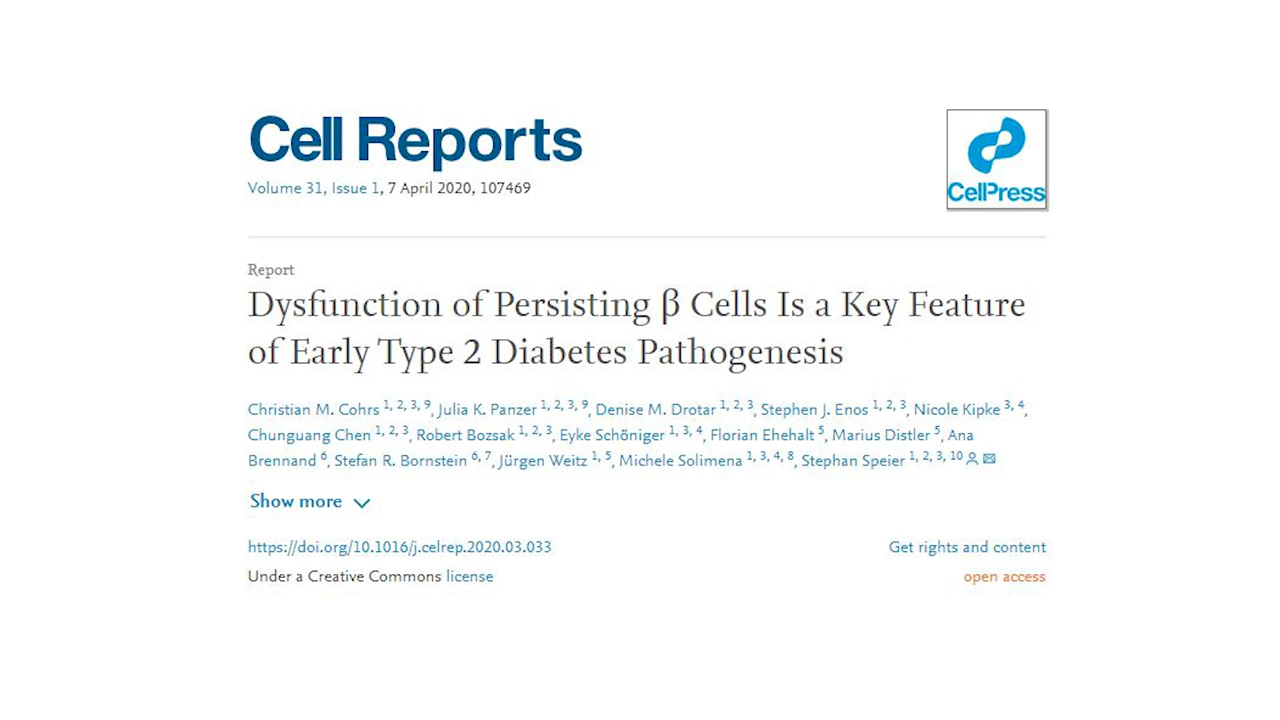 Cell Reports
Volume 31, Issue 1, 7 April 2020, 107469
CellPress
Report
Dysfunction of Persisting β Cells Is a Key Feature
of Early Type 2 Diabetes Pathogenesis
Christian M. Cohrs 1, 2, 3, 9, Julia K. Panzer 1, 2, 3, 9, Denise M. Drotar 1, 2, 3, Stephen J. Enos 1, 2, 3, Nicole Kipke 3, 4,
Chunguang Chen 1, 2, 3, Robert Bozsak 1, 2, 3, Eyke Schöniger 1, 3, 4, Florian Ehehalt 5, Marius Distler 5, Ana
Brennand 6, Stefan R. Bornstein 6, 7, Jürgen Weitz 1, 5, Michele Solimena 1, 3, 4, 8, Stephan Speier 1, 2, 3, 10
Show more
https://doi.org/10.1016/j.celrep.2020.03.033
Get rights and content
Under a Creative Commons license
open access